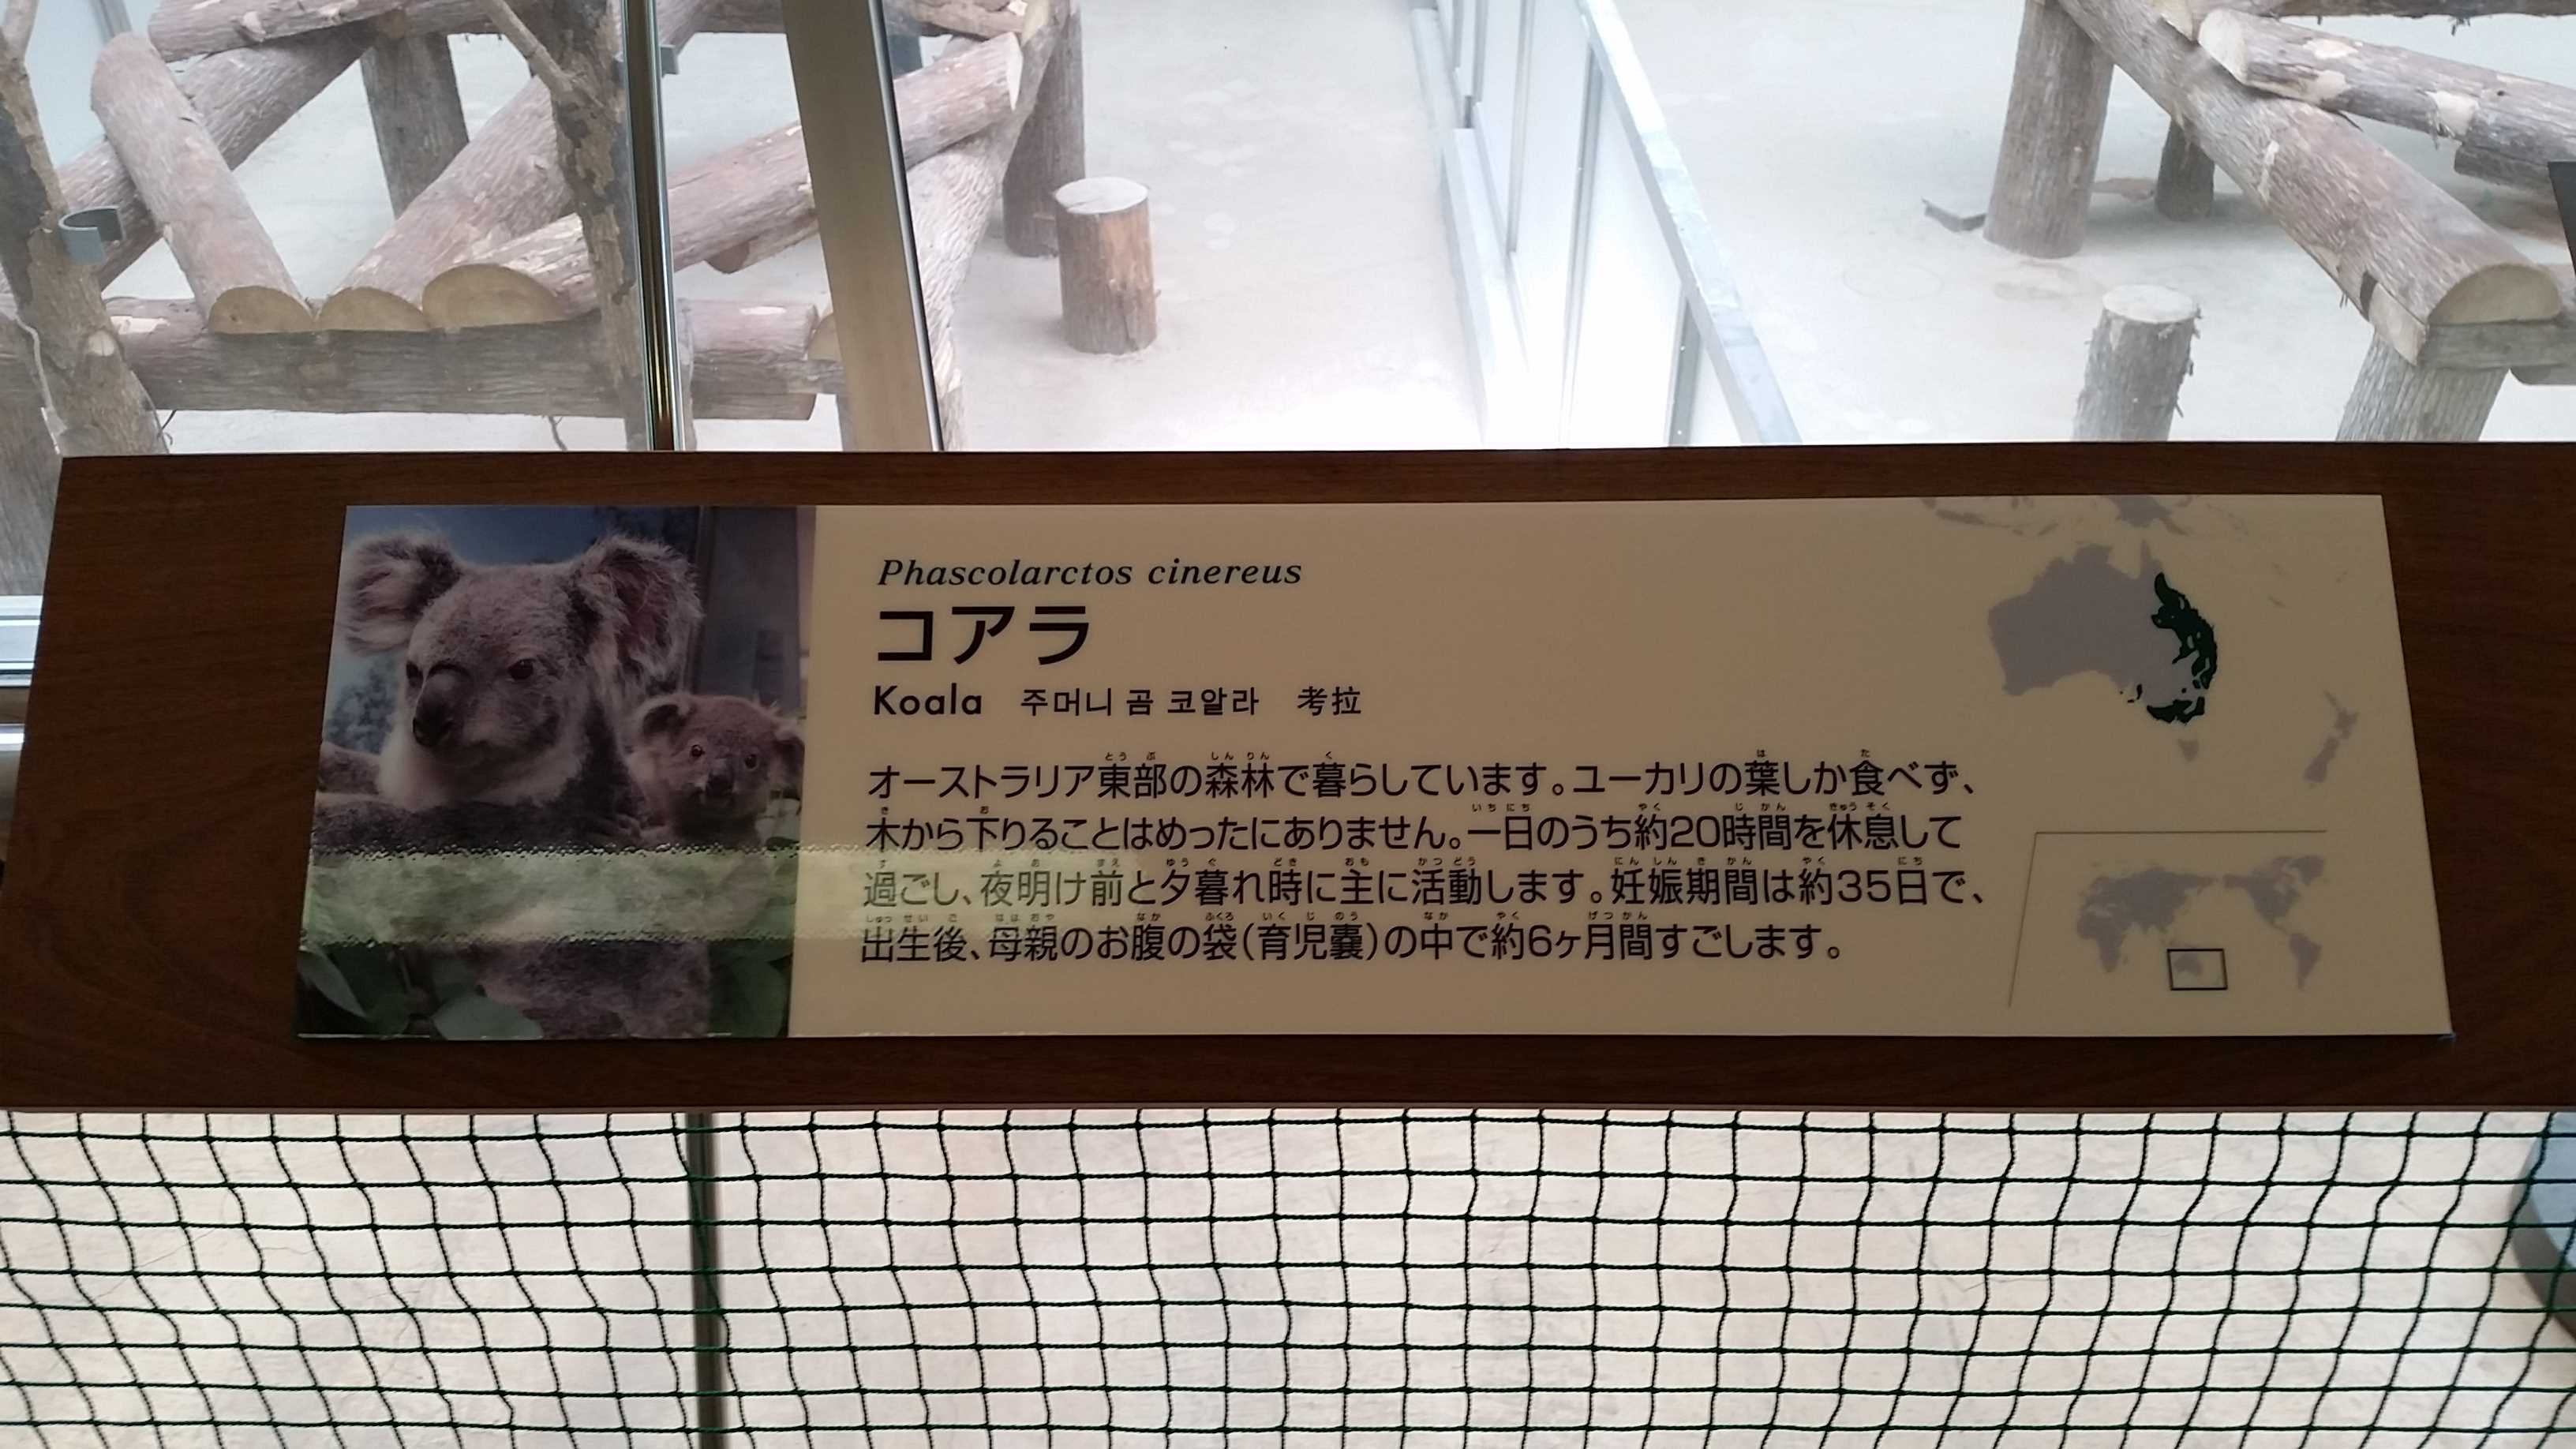 Phascolarctos cinereus
コアラ
Koala 주머니 곰 코알라 考拉
オーストラリア東部の森林で暮らしています。ユーカリの葉しか食べず、
木から下りることはめったにありません。一日のうち約20時間を休息して
過ごし、夜明け前と夕暮れ時に主に活動します。妊娠期間は約35日で、
出生後、母親のお腹の袋(育児嚢)の中で約6ヶ月間すごします。